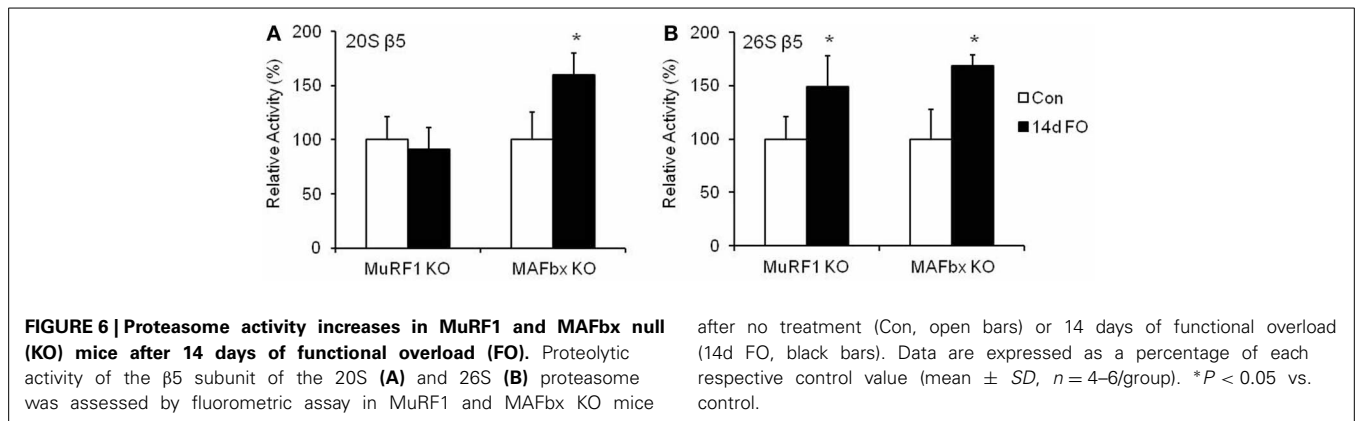 A
20S β5
*
200
150
100
50
0
Relative Activity (%)
MuRF1 KO
MAFbx KO
B
26S β5
*
*
200
150
100
50
0
Relative Activity (%)
MuRF1 KO
MAFbx KO
Con
14d FO
FIGURE 6 | Proteasome activity increases in MuRF1 and MAFbx null
(KO) mice after 14 days of functional overload (FO). Proteolytic
activity of the β5 subunit of the 20S (A) and 26S (B) proteasome
was assessed by fluorometric assay in MuRF1 and MAFbx KO mice
after no treatment (Con, open bars) or 14 days of functional overload
(14d FO, black bars). Data are expressed as a percentage of each
respective control value (mean ± SD, n = 4–6/group). *P < 0.05 vs.
control.